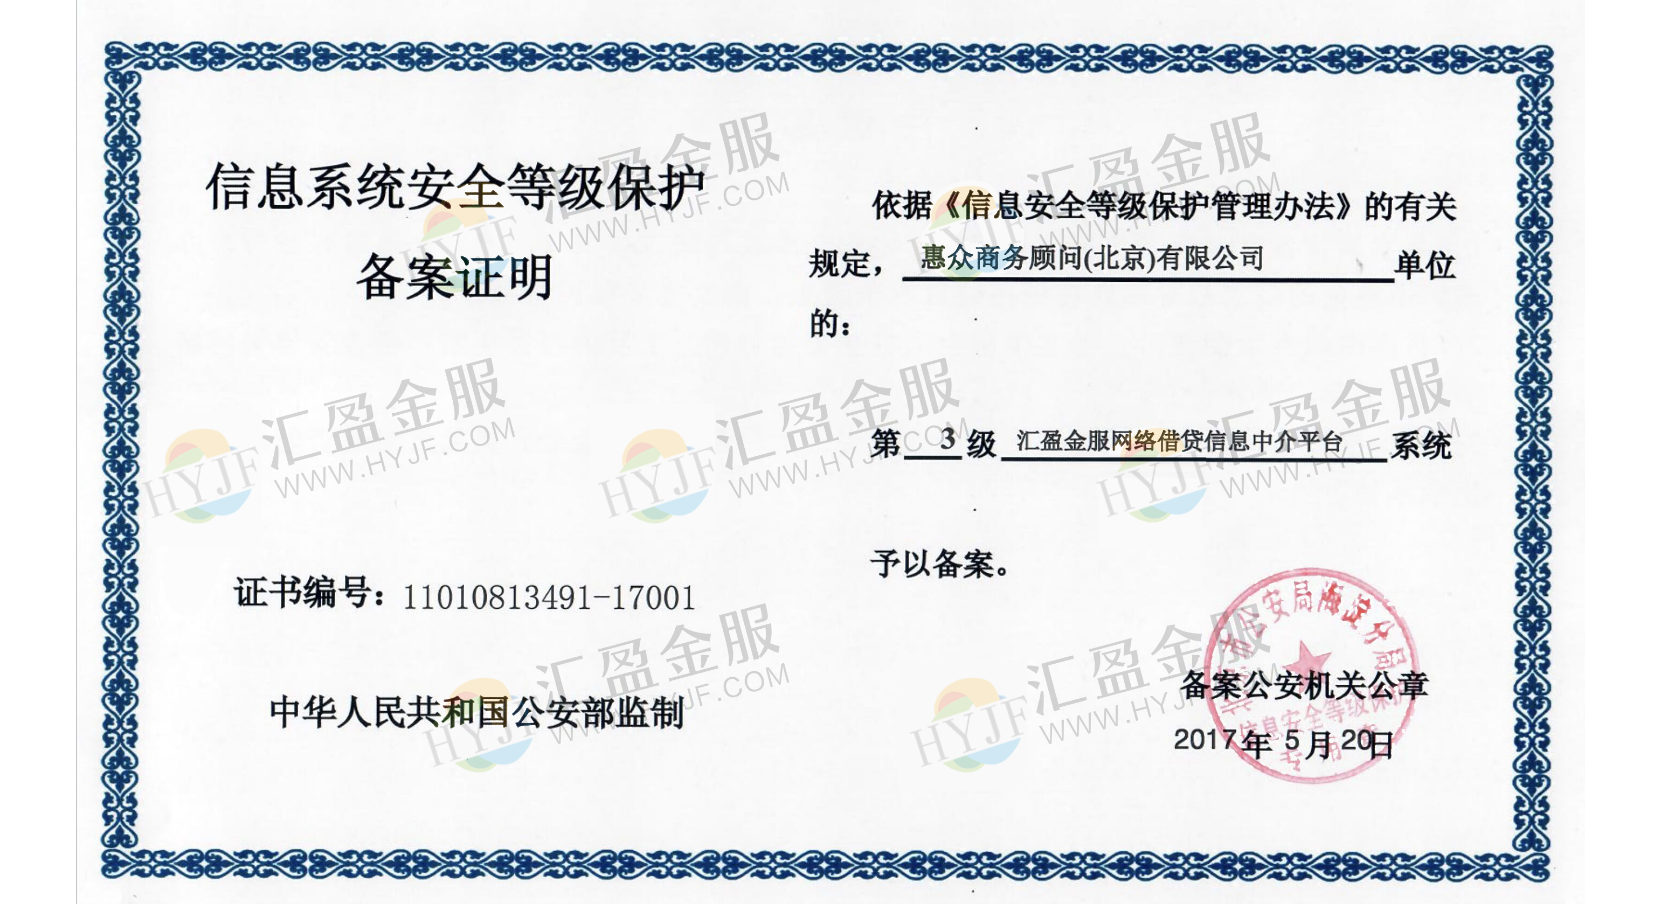 信息系统安全等级保护
备案证明
证书编号：11010813491-17001
中华人民共和国公安部监制
依据《信息安全等级保护管理办法》的有关
规定，惠众商务顾问(北京)有限公司单位
的：
第 3 级 汇盈金服网络借贷信息中介平台 系统
予以备案。
备案公安机关公章
2017年 5月 20日
北京市公安局海淀分局
信息安全等级保护
专用章
HYJF 汇盈金服
WWW.HYJF.COM
HYJF 汇盈金服
WWW.HYJF.COM
HYJF 汇盈金服
WWW.HYJF.COM
HYJF 汇盈金服
WWW.HYJF.COM
HYJF 汇盈金服
WWW.HYJF.COM
HYJF 汇盈金服
WWW.HYJF.COM
HYJF 汇盈金服
WWW.HYJF.COM